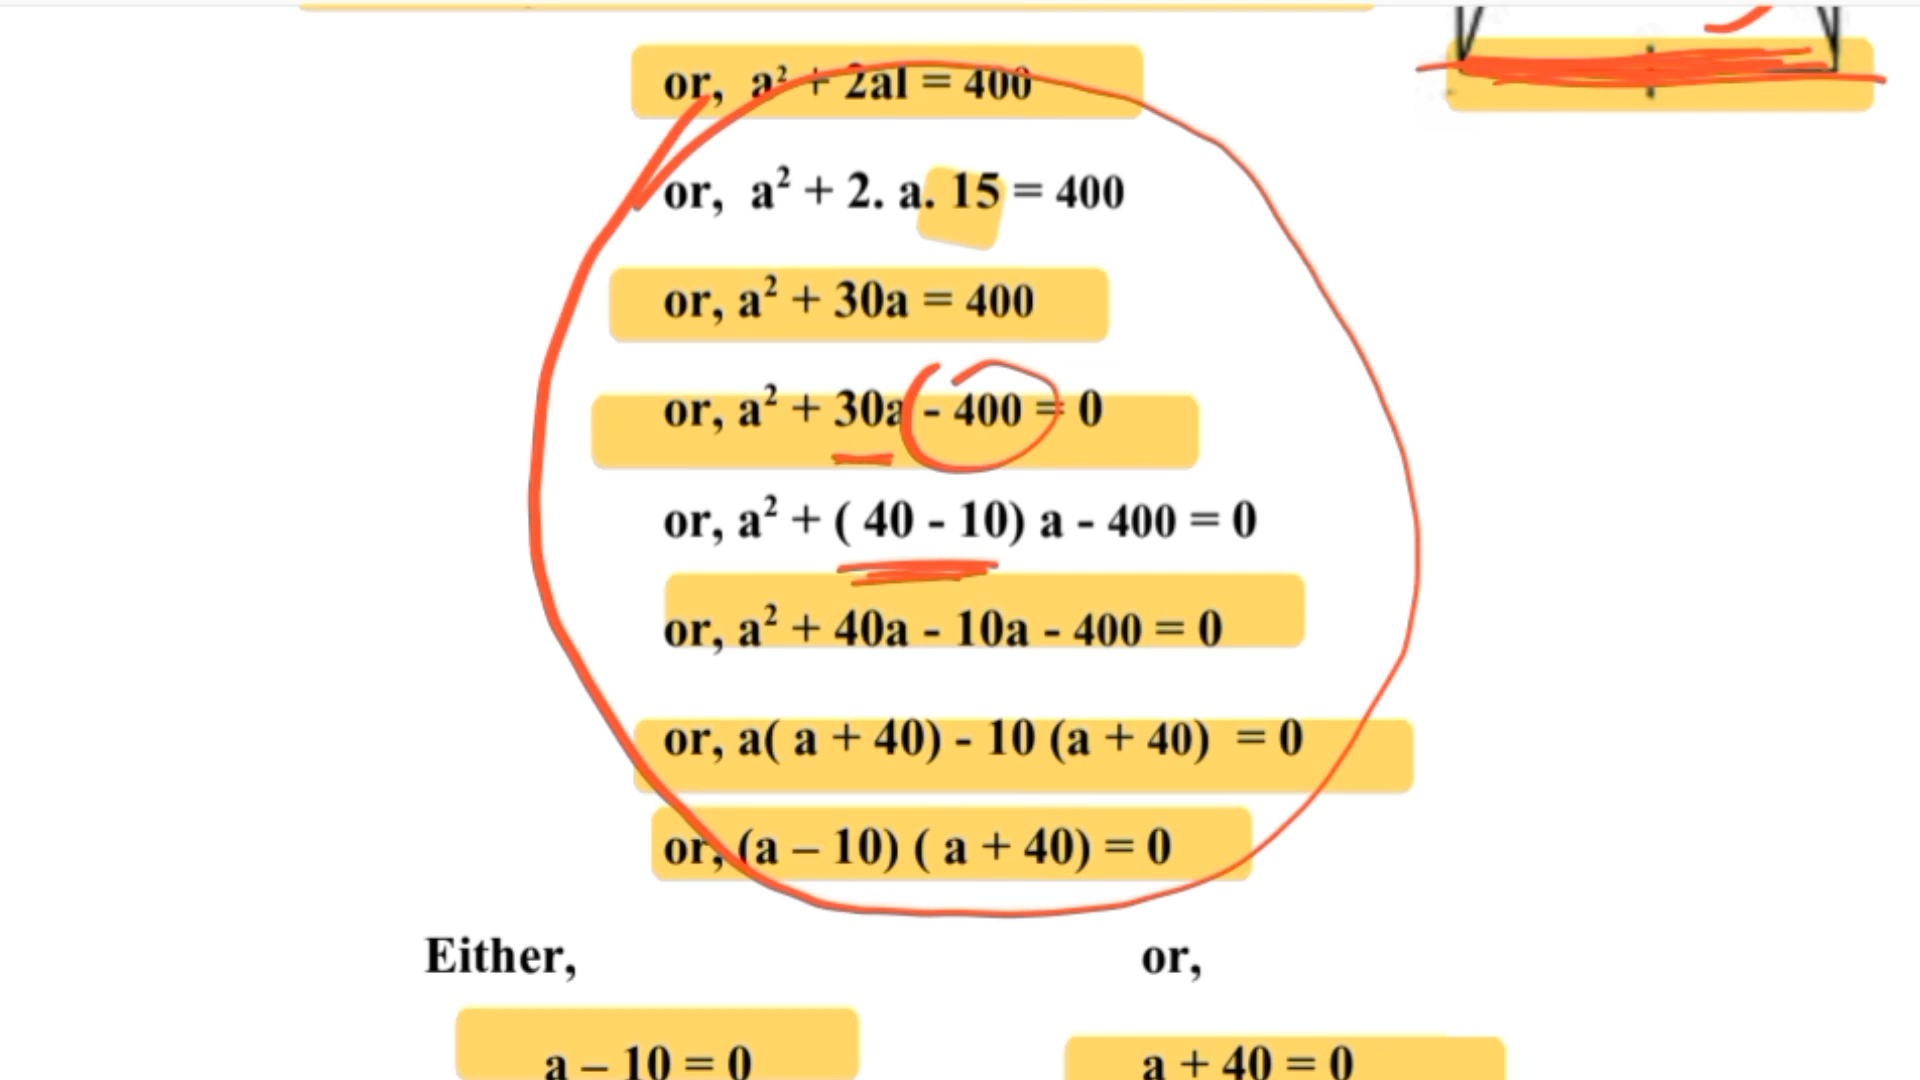 or, a² + 2al = 400
or, a² + 2. a. 15 = 400
or, a² + 30a = 400
or, a² + 30a - 400 = 0
or, a² + ( 40 - 10) a - 400 = 0
or, a² + 40a - 10a - 400 = 0
or, a( a + 40) - 10 (a + 40) = 0
or, (a – 10) ( a + 40) = 0
Either, or,
a – 10 = 0 a + 40 = 0